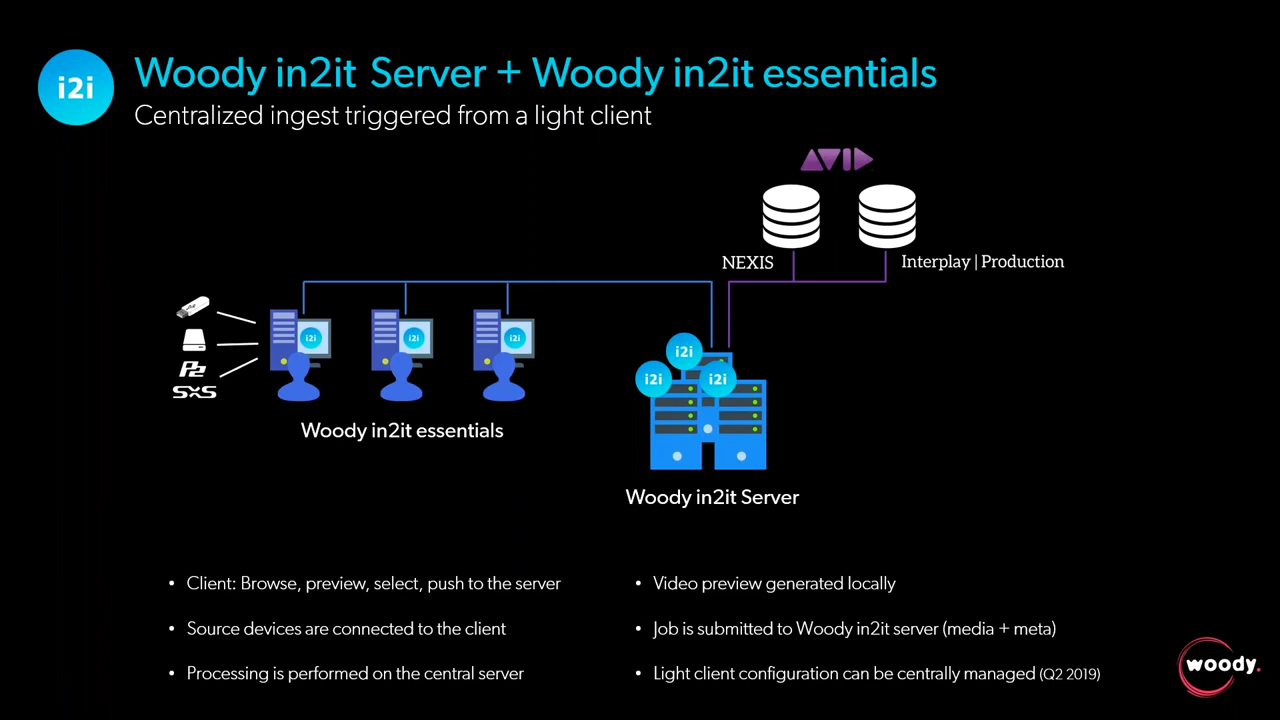 i2i
Woody in2it Server + Woody in2it essentials
Centralized ingest triggered from a light client
AVID
NEXIS
Interplay | Production
i2i
i2i
i2i
P2
SXS
i2i
i2i
i2i
Woody in2it essentials
Woody in2it Server
• Client: Browse, preview, select, push to the server
• Source devices are connected to the client
• Processing is performed on the central server
• Video preview generated locally
• Job is submitted to Woody in2it server (media + meta)
• Light client configuration can be centrally managed (Q2 2019)
woody.